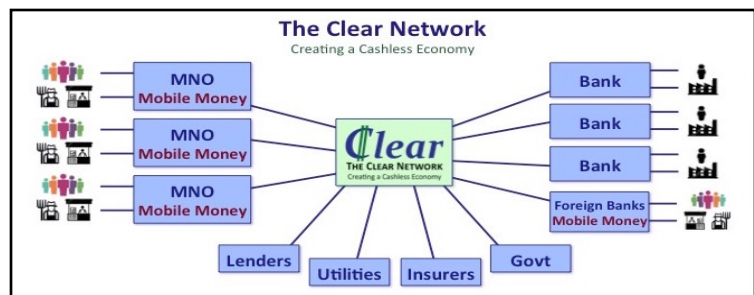 The Clear Network
Creating a Cashless Economy
MNO
Mobile Money
MNO
Mobile Money
MNO
Mobile Money
Clear
THE CLEAR NETWORK
Creating a Cashless Economy
Bank
Bank
Bank
Foreign Banks
Mobile Money
Lenders
Utilities
Insurers
Govt